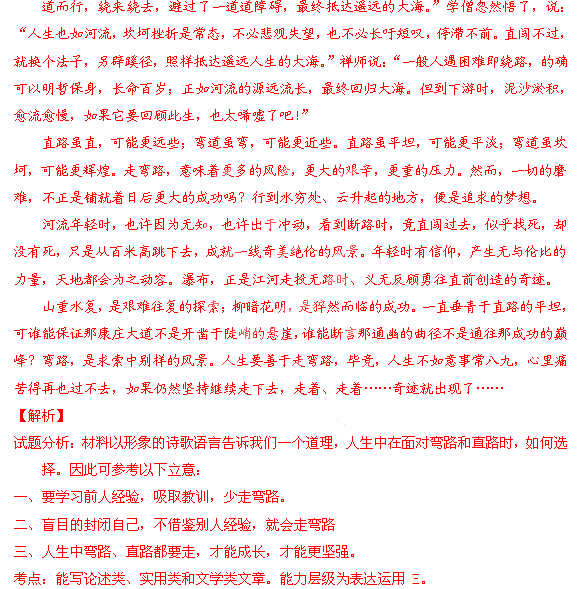 道而行，绕来绕去，避过了一道道障碍，最终抵达遥远的大海。”学僧忽然悟了，说：
“人生也如河流，坎坷挫折是常态，不必悲观失望，也不必长吁短叹，停滞不前。直闯不过，
就换个法子，另辟蹊径，照样抵达遥远人生的大海。”禅师说：“一般人遇困难即绕路，的确
可以明哲保身，长命百岁；正如河流的源远流长，最终回归大海。但到下游时，泥沙淤积，
愈流愈慢，如果它要回顾此生，也太唏嘘了吧！”
直路虽直，可能更远些；弯道虽弯，可能更近些。直路虽平坦，可能更平淡；弯道虽坎
坷，可能更辉煌。走弯路，意味着更多的风险，更大的艰辛，更重的压力。然而，一切的磨
难，不正是铺就着日后更大的成功吗？行到水穷处、云升起的地方，便是追求的梦想。
河流年轻时，也许因为无知，也许出于冲动，看到断路时，竟直闯过去，似乎找死，却
没有死，只是从百米高跳下去，成就一线奇美绝伦的风景。年轻时有信仰，产生无与伦比的
力量，天地都会为之动容。瀑布，正是江河走投无路时、义无反顾勇往直前创造的奇迹。
山重水复，是艰难往复的探索；柳暗花明，是猝然而临的成功。一直垂青于直路的平坦，
可谁能保证那康庄大道不是开凿于陡峭的悬崖，谁能断言那通幽的曲径不是通往那成功的巅
峰？弯路，是求索中别样的风景。人生要善于走弯路，毕竟，人生不如意事常八九，心里痛
苦得再也过不去，如果仍然坚持继续走下去，走着、走着……奇迹就出现了……
【解析】
试题分析：材料以形象的诗歌语言告诉我们一个道理，人生中在面对弯路和直路时，如何选
择。因此可参考以下立意：
一、要学习前人经验，吸取教训，少走弯路。
二、盲目的封闭自己，不借鉴别人经验，就会走弯路
三、人生中弯路、直路都要走，才能成长，才能更坚强。
考点：能写论述类、实用类和文学类文章。能力层级为表达运用 E。